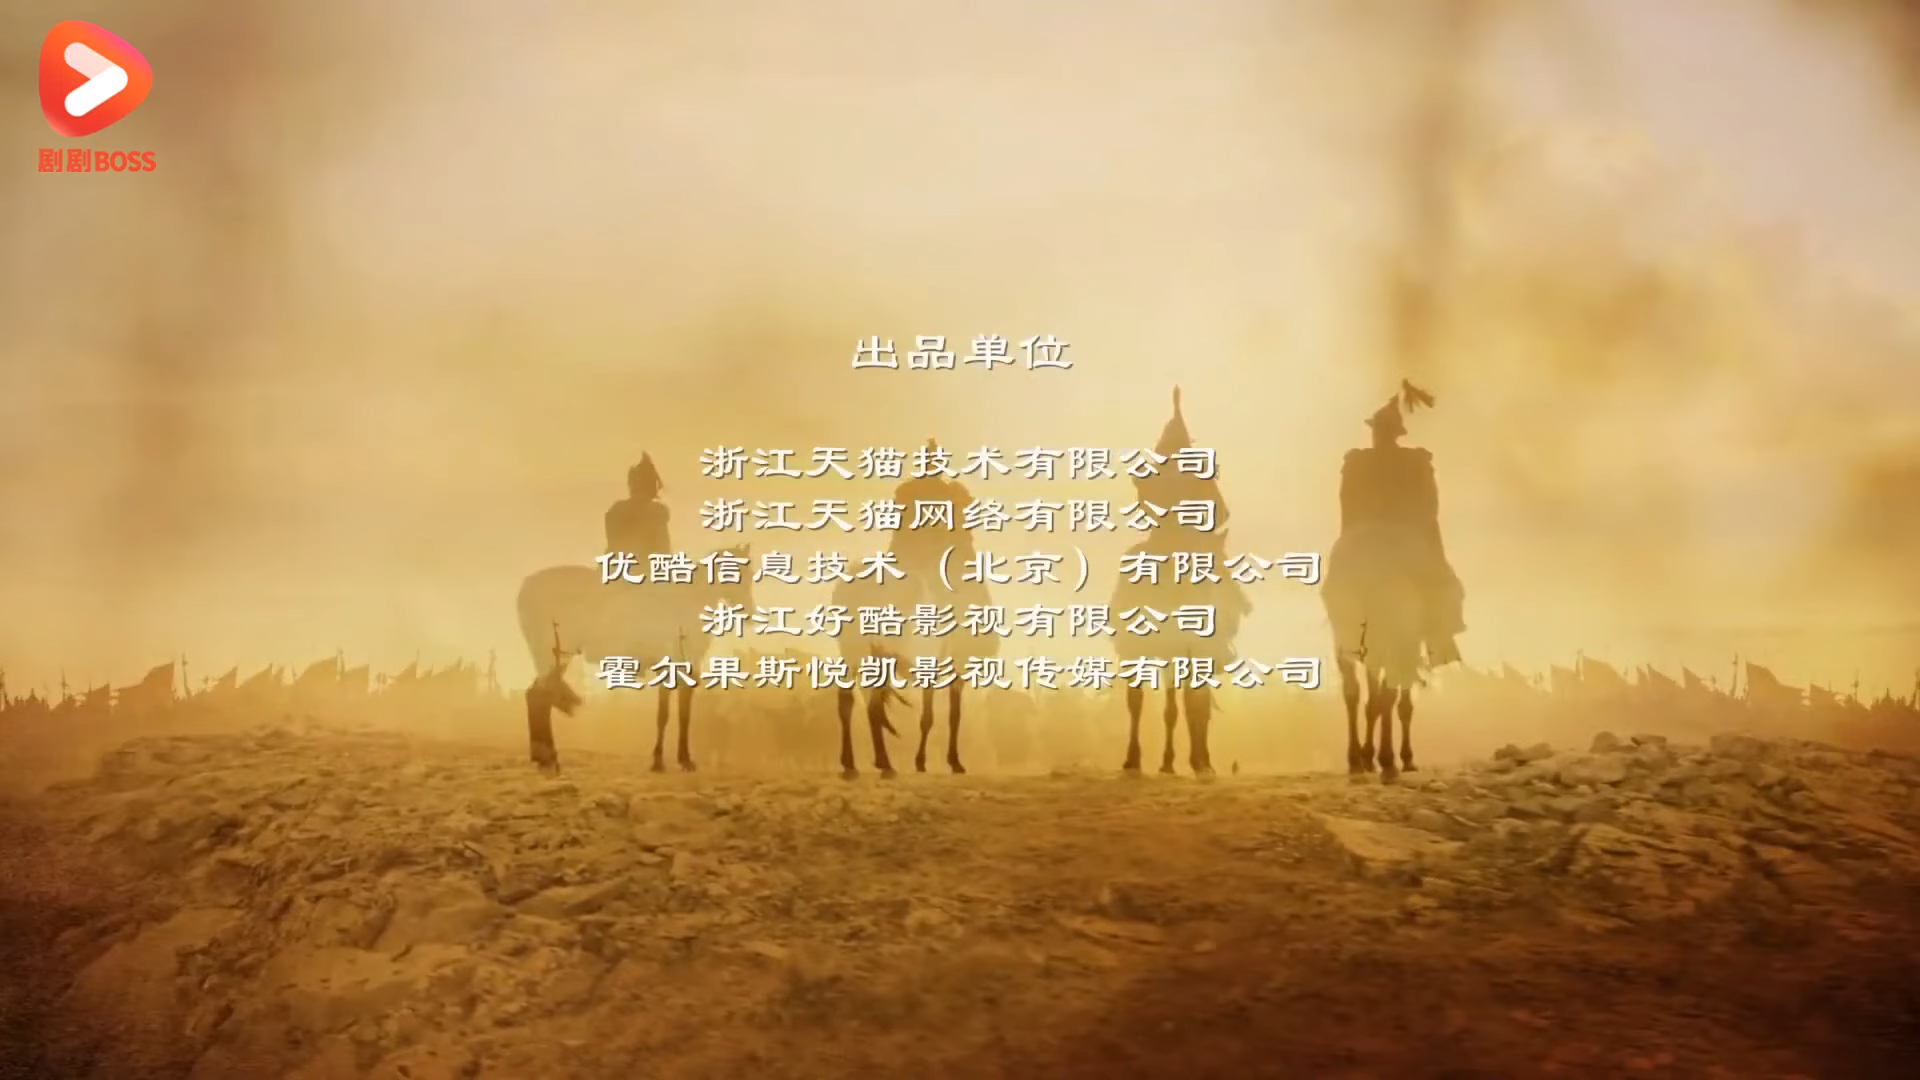 剧剧BOSS
出品单位
浙江天猫技术有限公司
浙江天猫网络有限公司
优酷信息技术（北京）有限公司
浙江好酷影视有限公司
霍尔果斯悦凯影视传媒有限公司